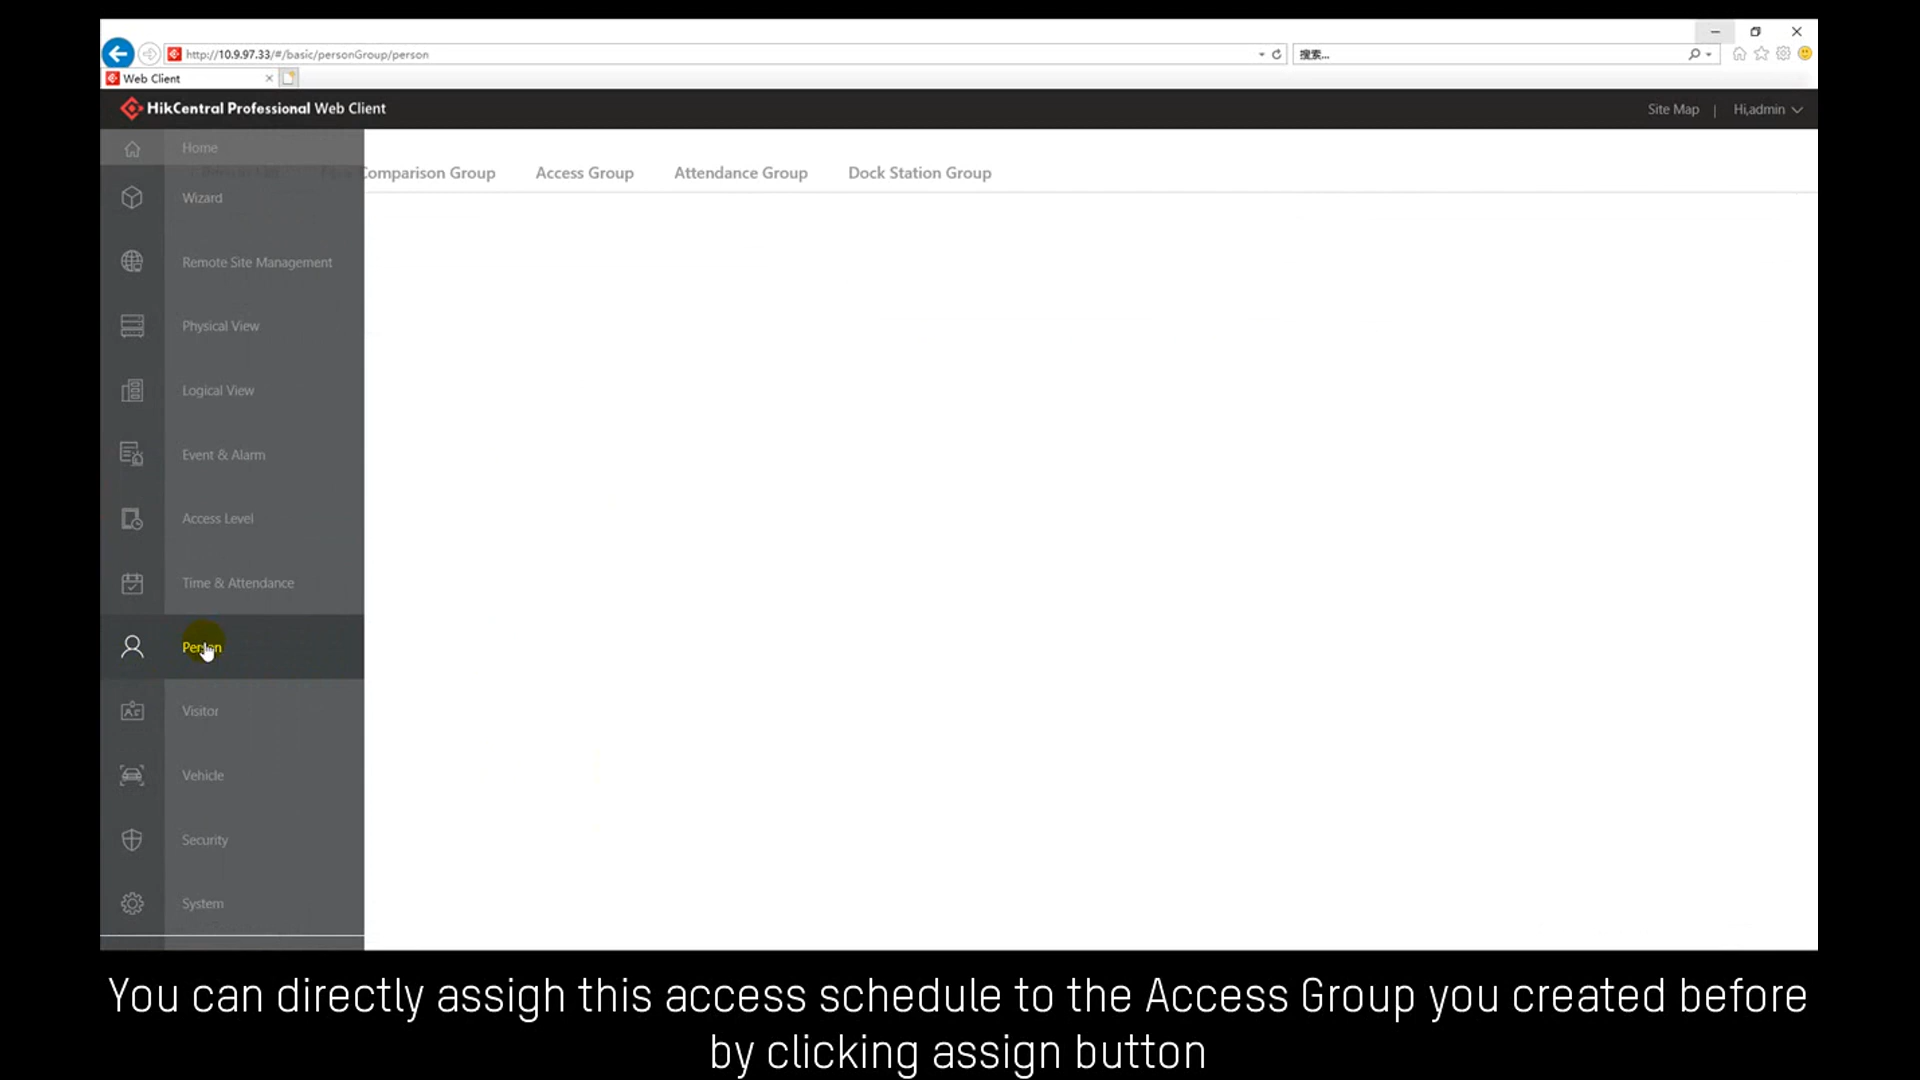 http://10.9.97.33/#/basic/personGroup/person
搜索...
Web Client
HikCentral Professional Web Client
Site Map | Hi,admin
Home
Comparison Group Access Group Attendance Group Dock Station Group
Wizard
Remote Site Management
Physical View
Logical View
Event & Alarm
Access Level
Time & Attendance
Person
Visitor
Vehicle
Security
System
You can directly assigh this access schedule to the Access Group you created before
by clicking assign button